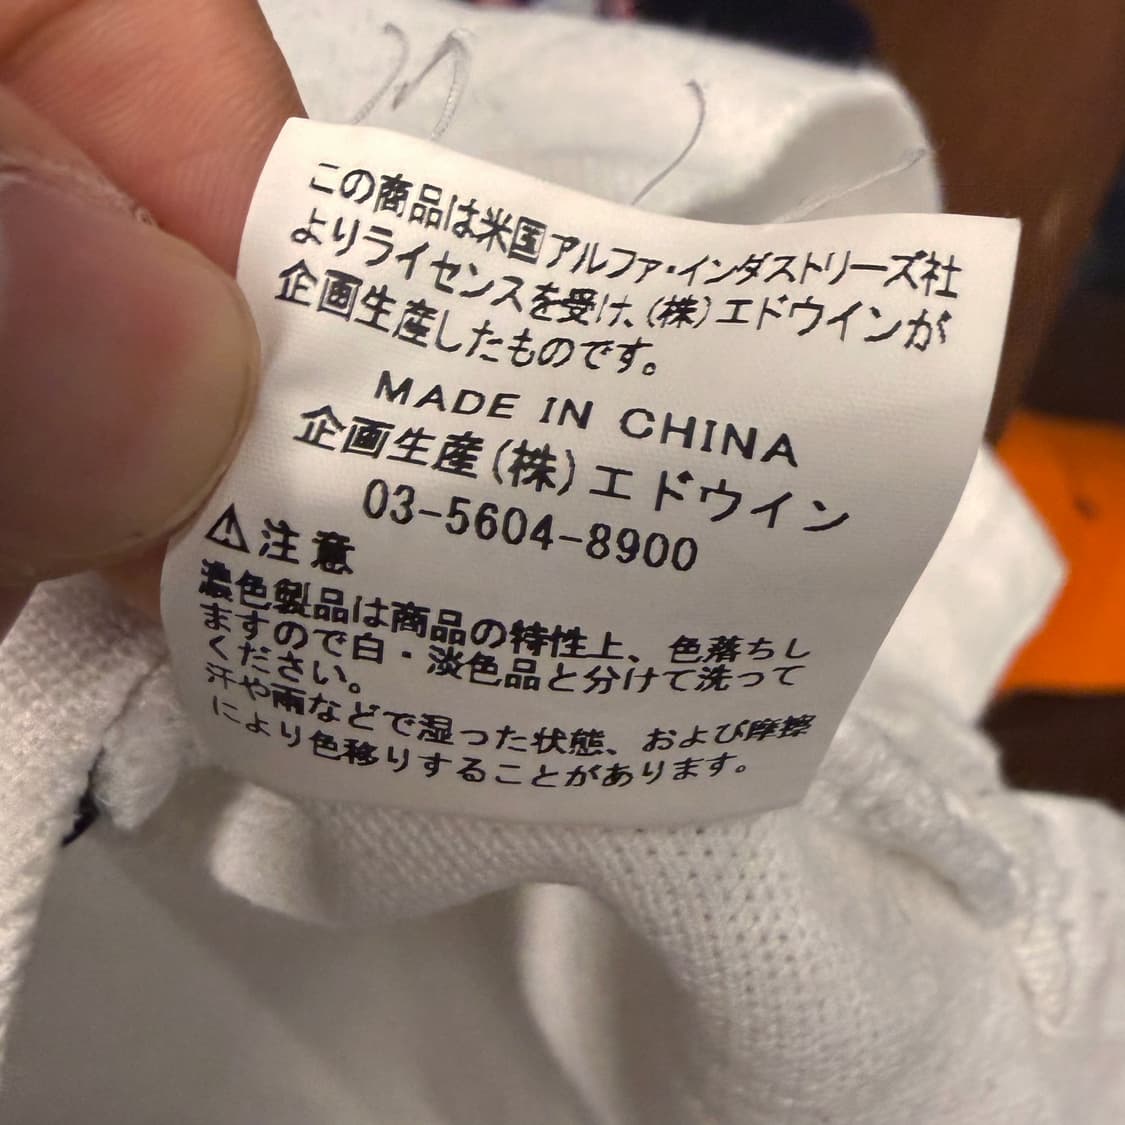 この商品は米国アルファ・インダストリーズ社
よりライセンスを受け、(株)エドウインが
企画生産したものです。
MADE IN CHINA
企画生産(株)エドウイン
03-5604-8900
⚠注意
濃色製品は商品の特性上、色落ちし
ますので白・淡色品と分けて洗って
ください。
汗や雨などで湿った状態、および摩擦
により色移りすることがあります。